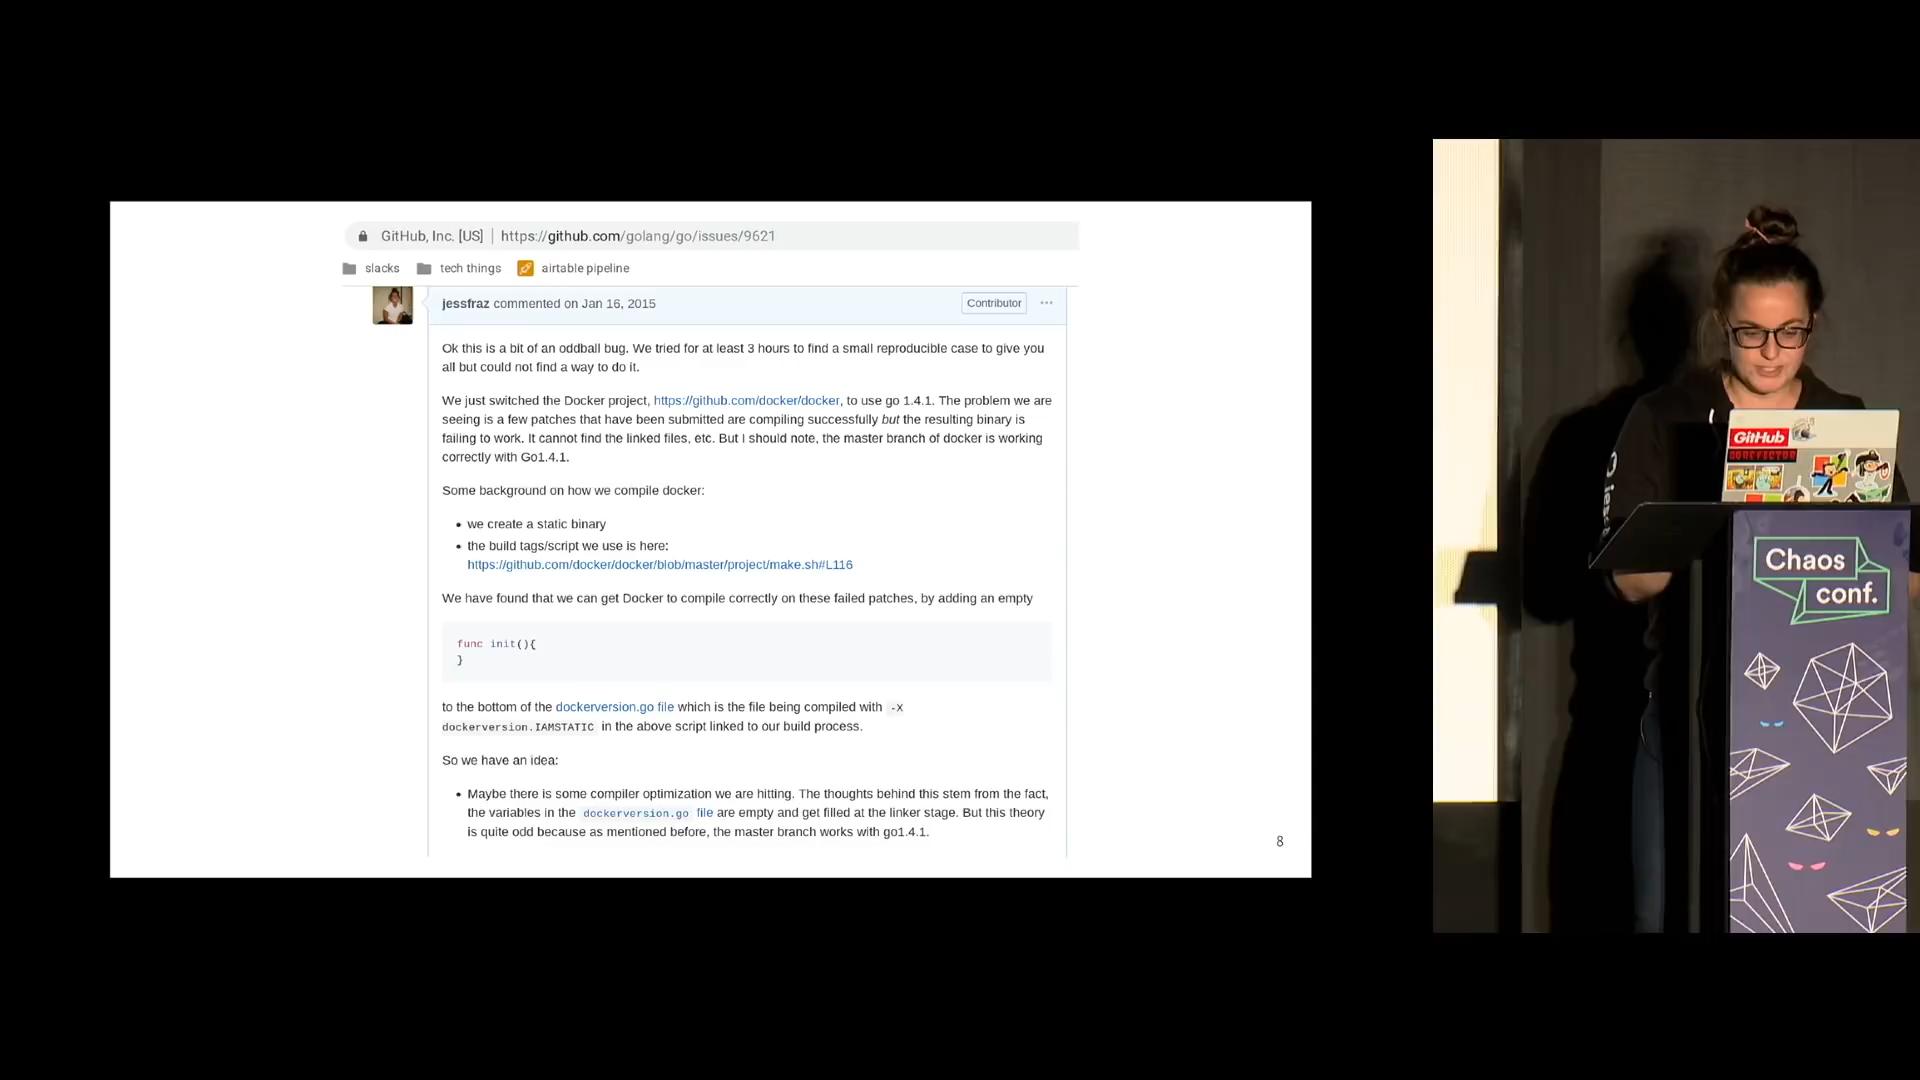 GitHub, Inc. [US] | https://github.com/golang/go/issues/9621
slacks tech things airtable pipeline
jessfraz commented on Jan 16, 2015 Contributor ...
Ok this is a bit of an oddball bug. We tried for at least 3 hours to find a small reproducible case to give you
all but could not find a way to do it.
We just switched the Docker project, https://github.com/docker/docker, to use go 1.4.1. The problem we are
seeing is a few patches that have been submitted are compiling successfully but the resulting binary is
failing to work. It cannot find the linked files, etc. But I should note, the master branch of docker is working
correctly with Go1.4.1.
Some background on how we compile docker:
• we create a static binary
• the build tags/script we use is here:
https://github.com/docker/docker/blob/master/project/make.sh#L116
We have found that we can get Docker to compile correctly on these failed patches, by adding an empty
func init(){
}
to the bottom of the dockerversion.go file which is the file being compiled with -X
dockerversion.IAMSTATIC in the above script linked to our build process.
So we have an idea:
• Maybe there is some compiler optimization we are hitting. The thoughts behind this stem from the fact,
the variables in the dockerversion.go file are empty and get filled at the linker stage. But this theory
is quite odd because as mentioned before, the master branch works with go1.4.1.
8
GitHub
Chaos
conf.